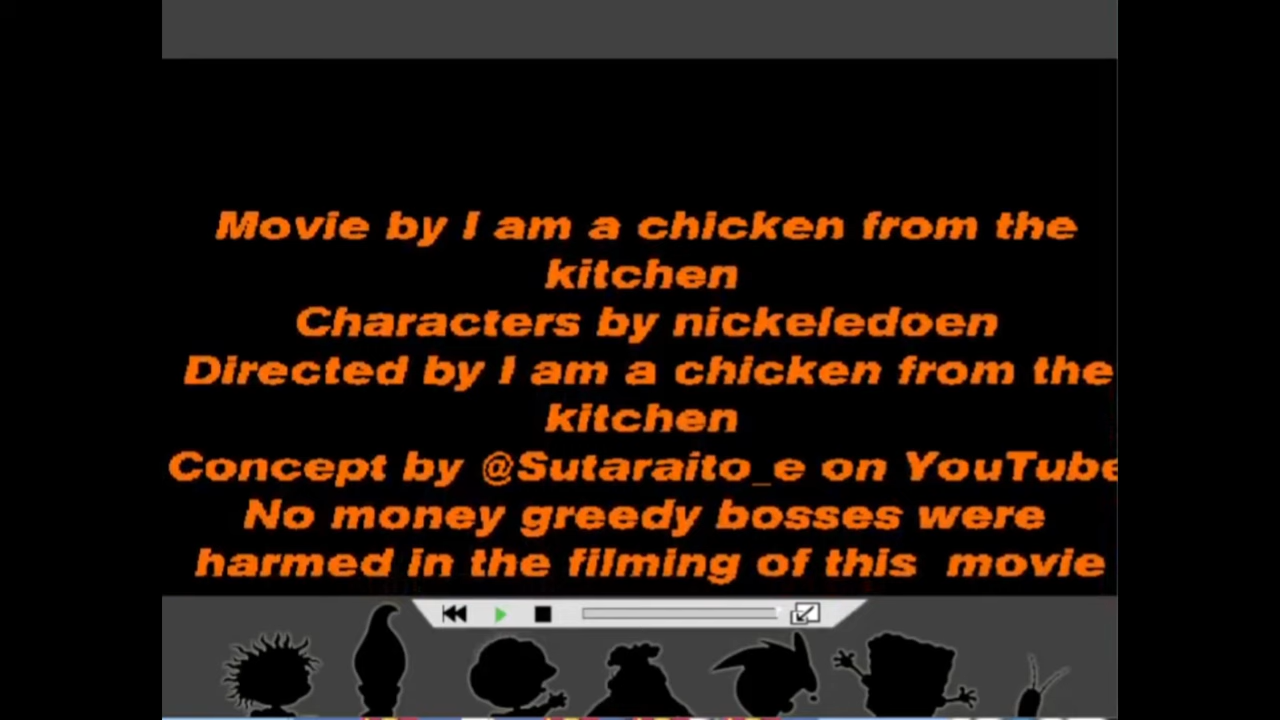 Movie by I am a chicken from the
kitchen
Characters by nickeledoen
Directed by I am a chicken from the
kitchen
Concept by @Sutaraito_e on YouTube
No money greedy bosses were
harmed in the filming of this movie